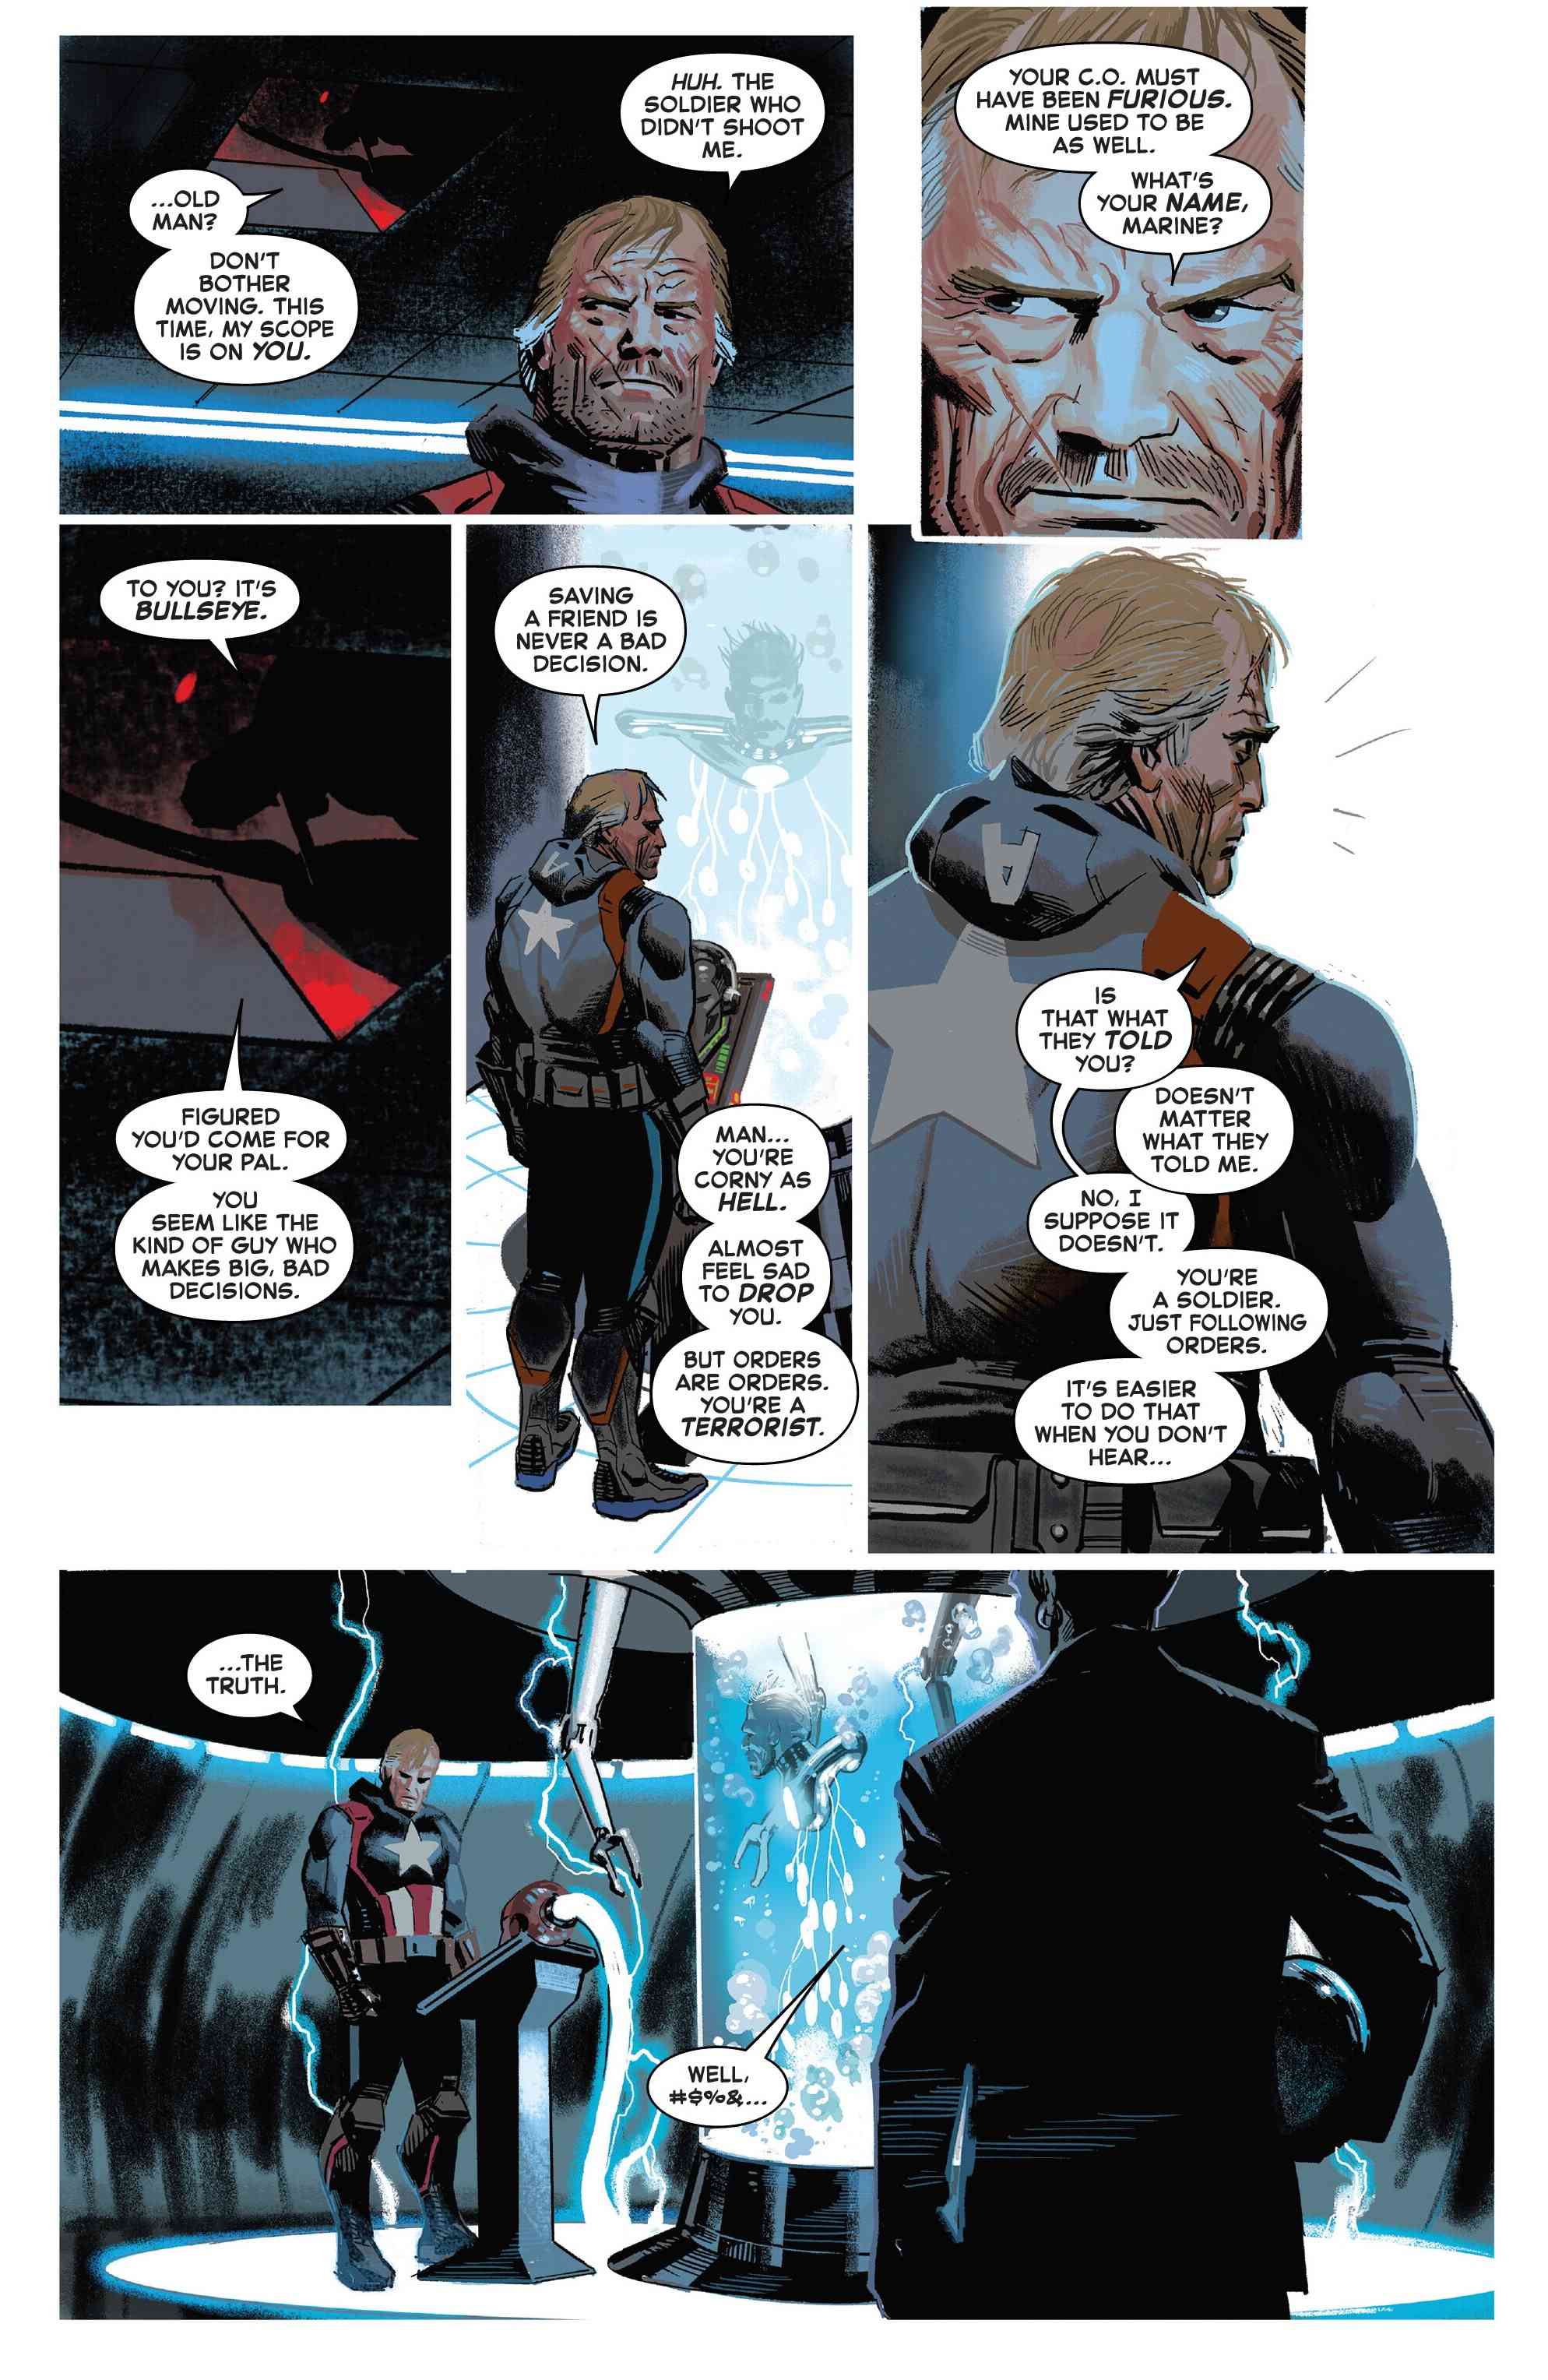 ...OLD
MAN?
DON'T
BOTHER
MOVING. THIS
TIME, MY SCOPE
IS ON YOU.
HUH. THE
SOLDIER WHO
DIDN'T SHOOT
ME.
YOUR C.O. MUST
HAVE BEEN FURIOUS.
MINE USED TO BE
AS WELL.
WHAT'S
YOUR NAME,
MARINE?
TO YOU? IT'S
BULLSEYE.
FIGURED
YOU'D COME FOR
YOUR PAL.
YOU
SEEM LIKE THE
KIND OF GUY WHO
MAKES BIG, BAD
DECISIONS.
SAVING
A FRIEND IS
NEVER A BAD
DECISION.
A
MAN...
YOU'RE
CORNY AS
HELL.
ALMOST
FEEL SAD
TO DROP
YOU.
BUT ORDERS
ARE ORDERS.
YOU'RE A
TERRORIST.
A
IS
THAT WHAT
THEY TOLD
YOU?
DOESN'T
MATTER
WHAT THEY
TOLD ME.
NO, I
SUPPOSE IT
DOESN'T.
YOU'RE
A SOLDIER.
JUST FOLLOWING
ORDERS.
IT'S EASIER
TO DO THAT
WHEN YOU DON'T
HEAR...
...THE
TRUTH.
WELL,
#$%&...